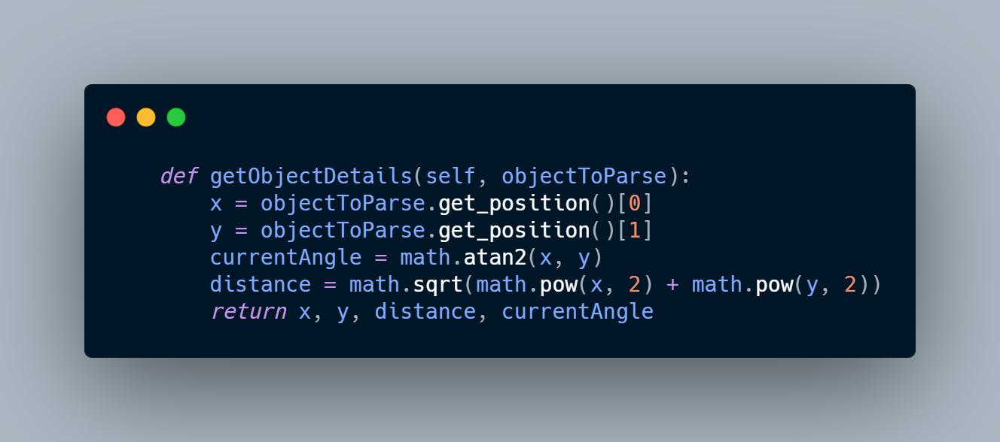 def getObjectDetails(self, objectToParse):
    x = objectToParse.get_position()[0]
    y = objectToParse.get_position()[1]
    currentAngle = math.atan2(x, y)
    distance = math.sqrt(math.pow(x, 2) + math.pow(y, 2))
    return x, y, distance, currentAngle